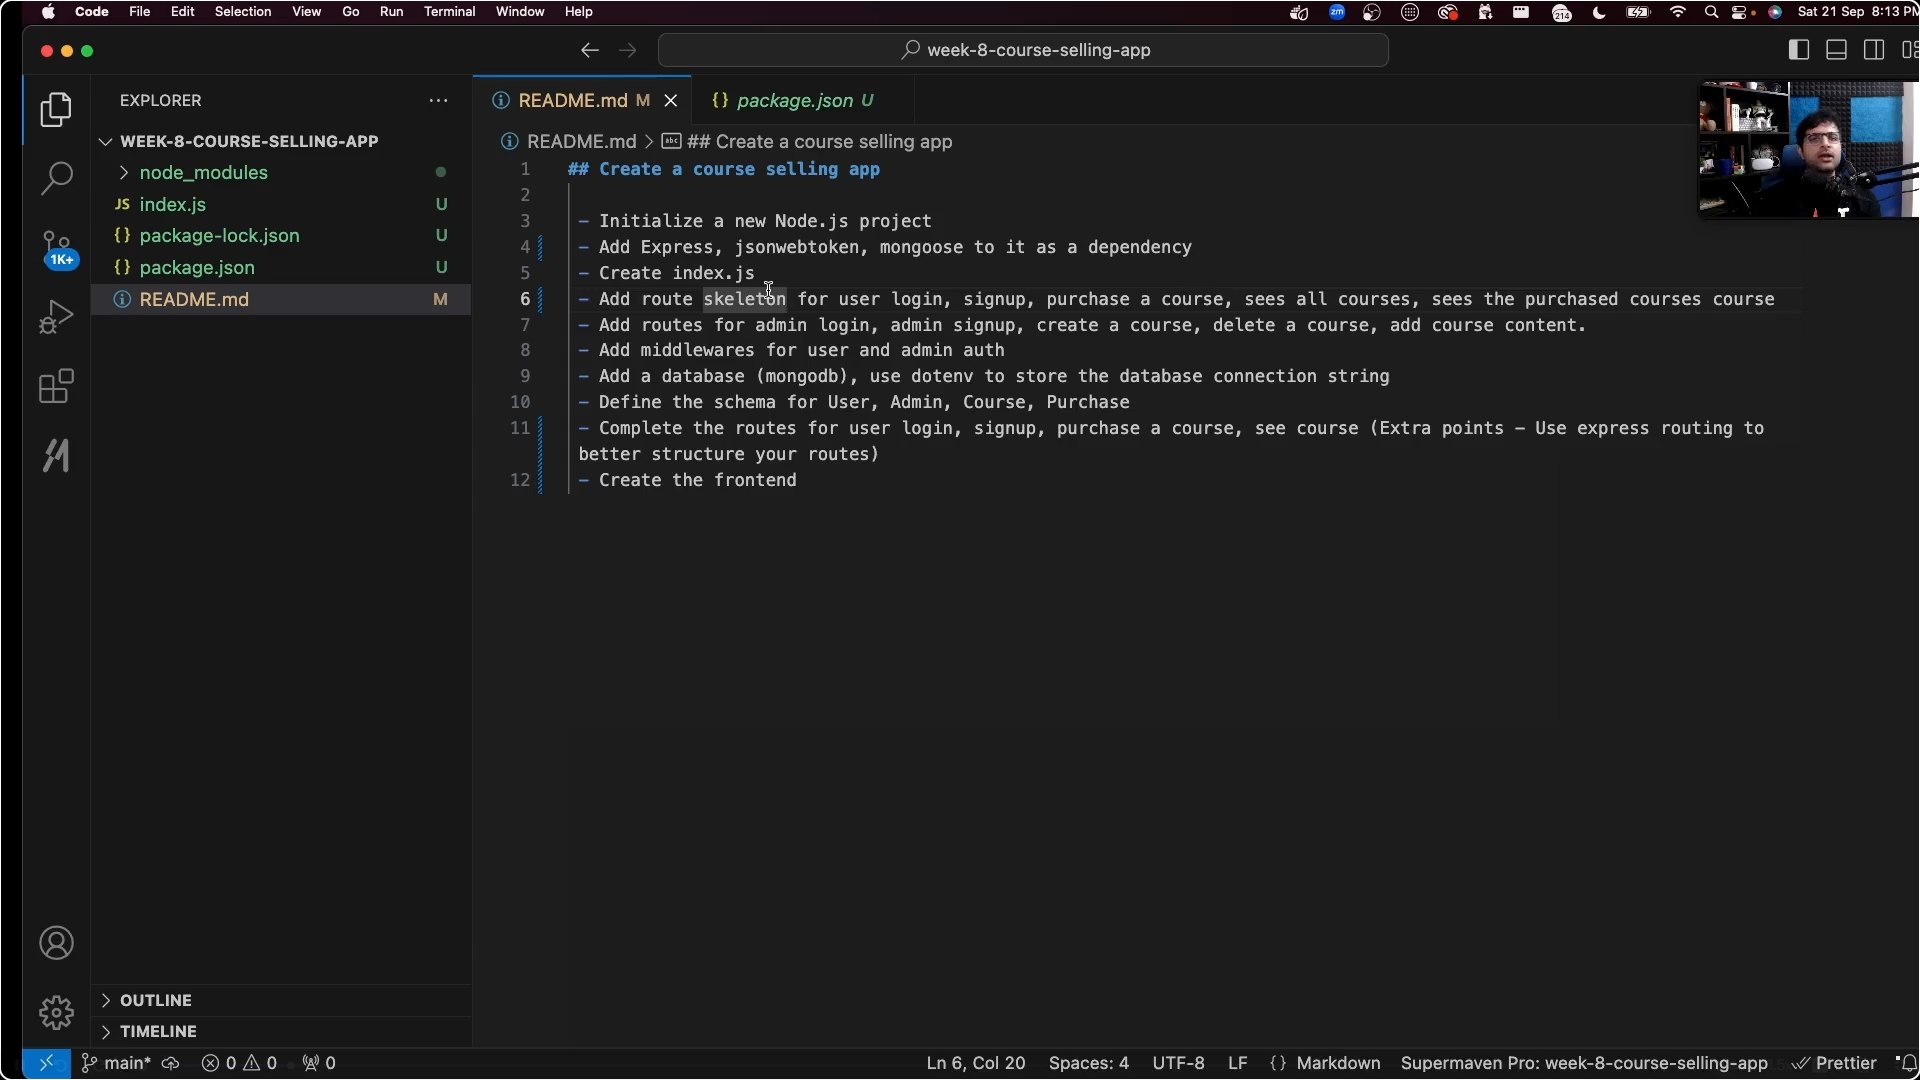 Code File Edit Selection View Go Run Terminal Window Help
214
Sat 21 Sep 8:13 PM
week-8-course-selling-app
EXPLORER
README.md M
{} package.json U
WEEK-8-COURSE-SELLING-APP
node_modules
JS index.js U
{} package-lock.json U
{} package.json U
README.md M
1K+
README.md > ## Create a course selling app
1 ## Create a course selling app
2
3 - Initialize a new Node.js project
4 - Add Express, jsonwebtoken, mongoose to it as a dependency
5 - Create index.js
6 - Add route skeleton for user login, signup, purchase a course, sees all courses, sees the purchased courses course
7 - Add routes for admin login, admin signup, create a course, delete a course, add course content.
8 - Add middlewares for user and admin auth
9 - Add a database (mongodb), use dotenv to store the database connection string
10 - Define the schema for User, Admin, Course, Purchase
11 - Complete the routes for user login, signup, purchase a course, see course (Extra points - Use express routing to
better structure your routes)
12 - Create the frontend
OUTLINE
TIMELINE
main* 0 0 0 Ln 6, Col 20 Spaces: 4 UTF-8 LF {} Markdown Supermaven Pro: week-8-course-selling-app Prettier